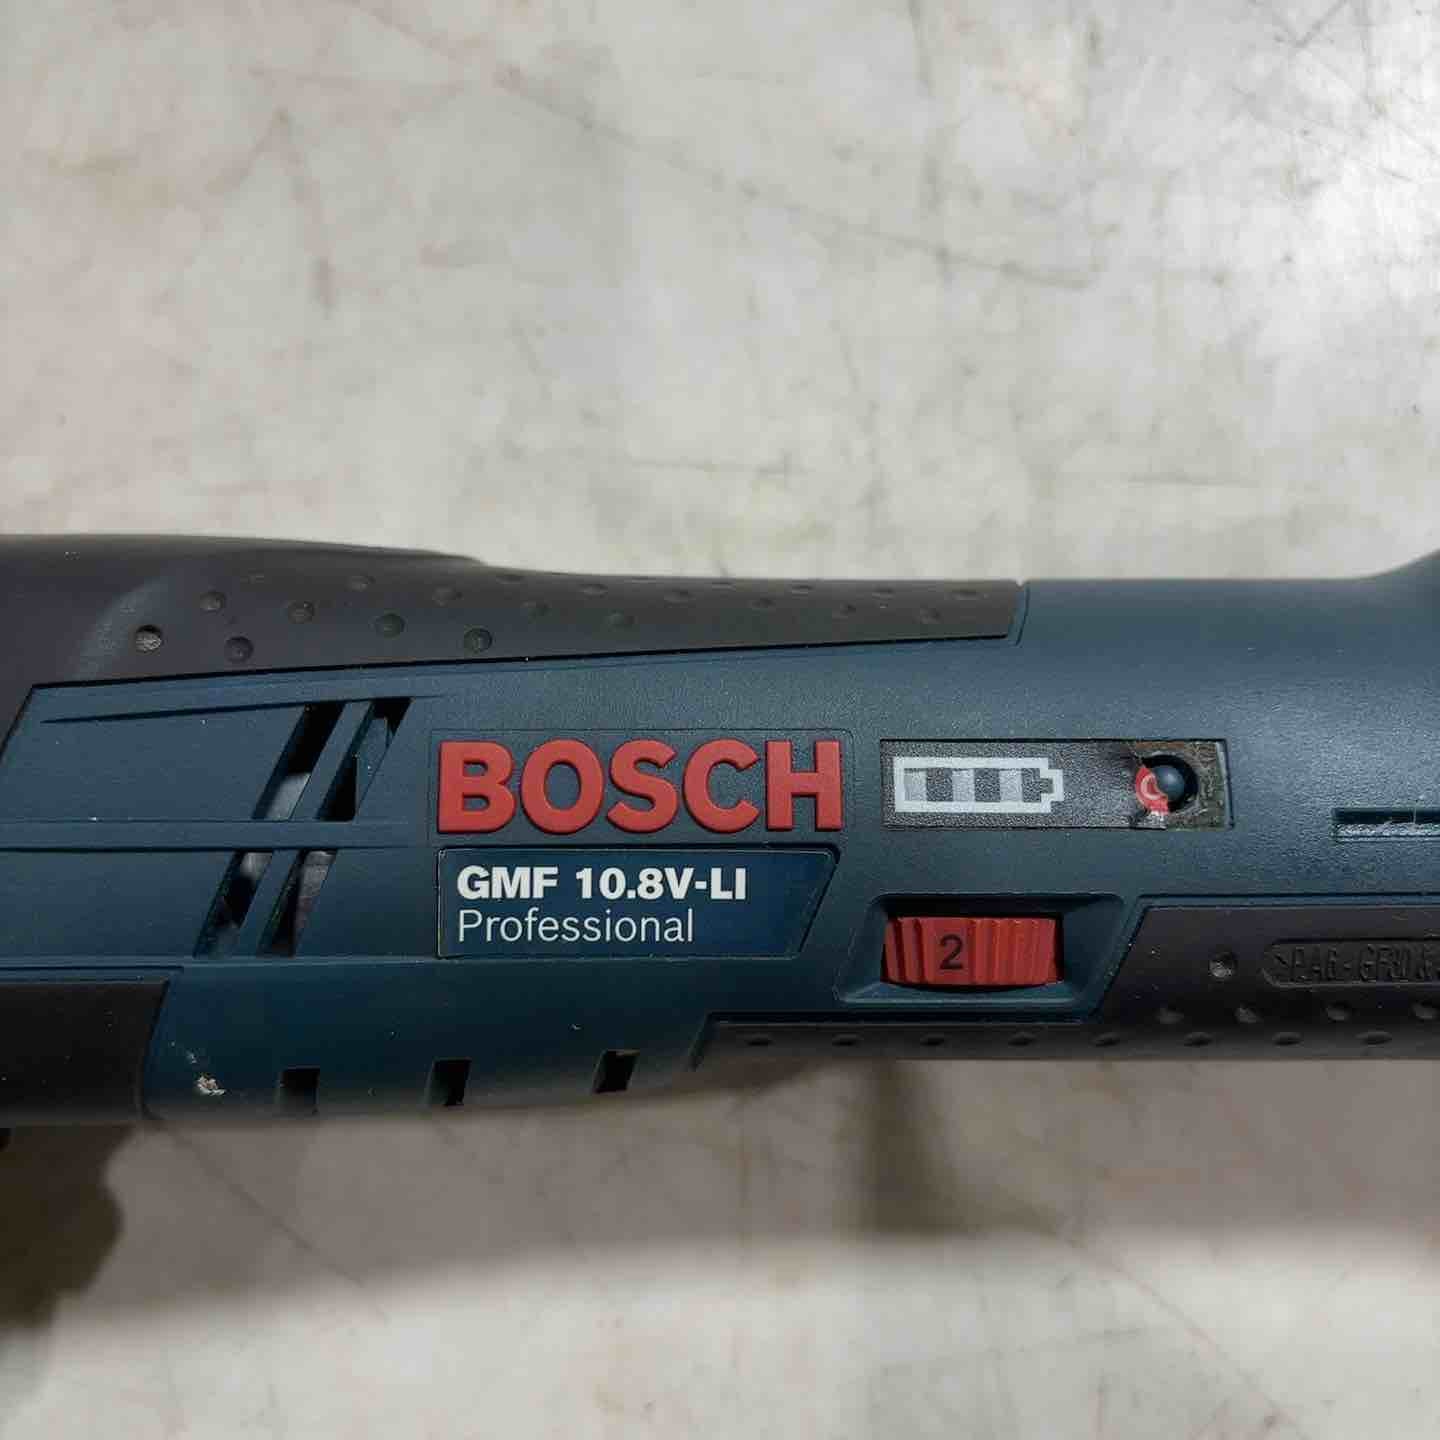 BOSCH
GMF 10.8V-LI
Professional
2